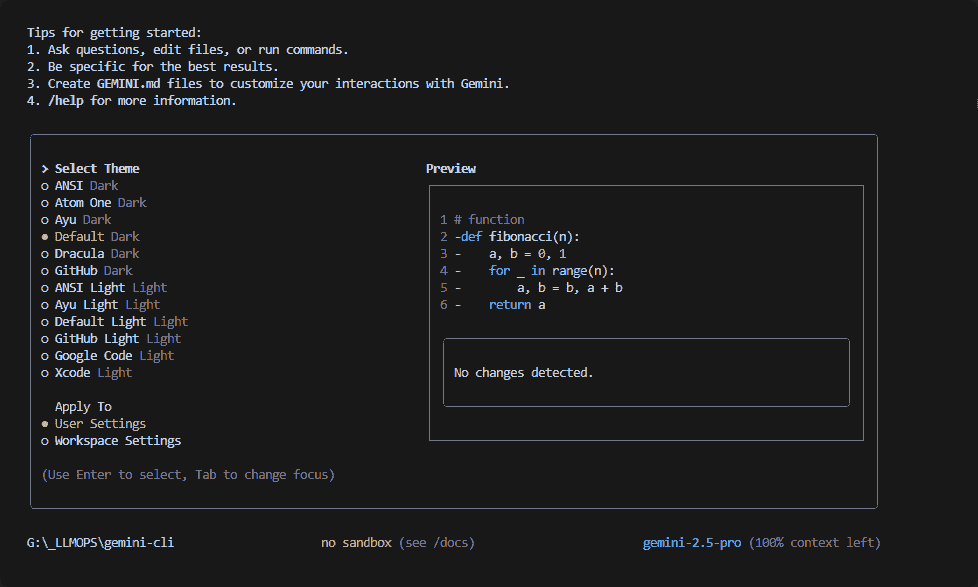 Tips for getting started:
1. Ask questions, edit files, or run commands.
2. Be specific for the best results.
3. Create GEMINI.md files to customize your interactions with Gemini.
4. /help for more information.
> Select Theme
o ANSI Dark
o Atom One Dark
o Ayu Dark
● Default Dark
o Dracula Dark
o GitHub Dark
o ANSI Light Light
o Ayu Light Light
o Default Light Light
o GitHub Light Light
o Google Code Light
o Xcode Light
Apply To
● User Settings
o Workspace Settings
(Use Enter to select, Tab to change focus)
Preview
1 # function
2 -def fibonacci(n):
3 -    a, b = 0, 1
4 -    for _ in range(n):
5 -        a, b = b, a + b
6 -    return a
No changes detected.
G:\_LLMOPS\gemini-cli
no sandbox (see /docs)
gemini-2.5-pro (100% context left)